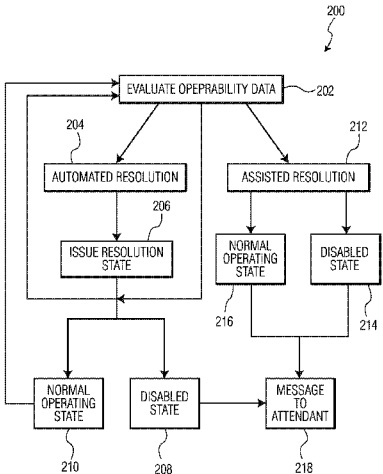 200
EVALUATE OPEPRABILITY DATA
202
204
212
AUTOMATED RESOLUTION
ASSISTED RESOLUTION
206
ISSUE RESOLUTION
STATE
NORMAL
OPERATING
STATE
DISABLED
STATE
216
214
NORMAL
OPERATING
STATE
DISABLED
STATE
MESSAGE
TO
ATTENDANT
210
208
218